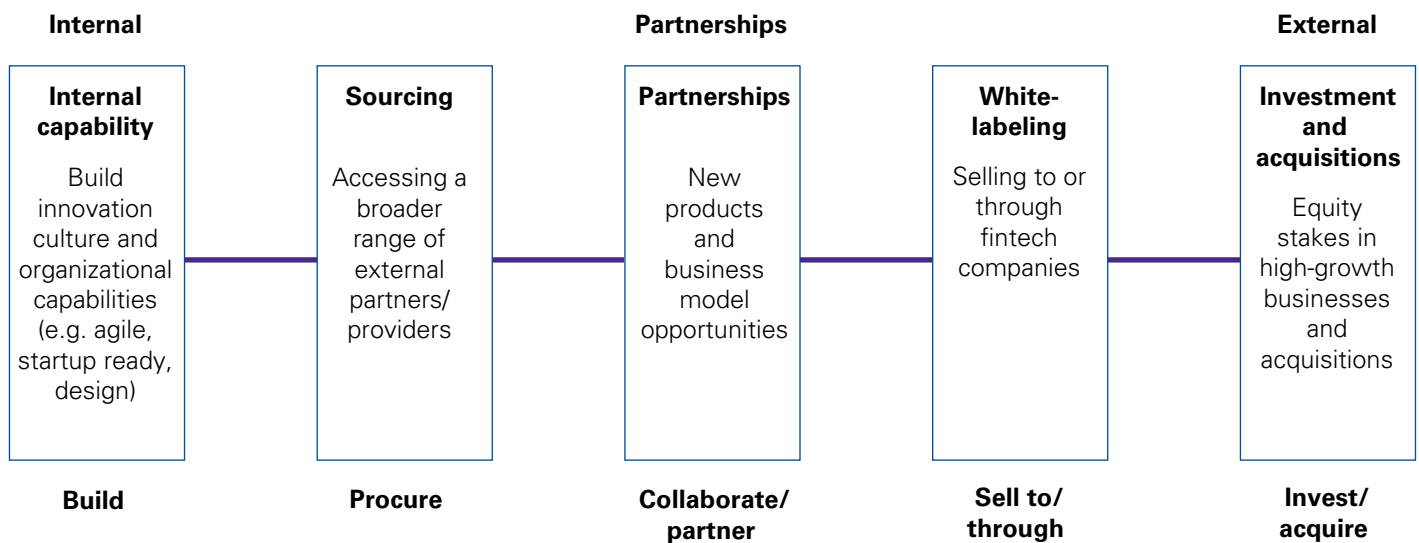 Internal
Partnerships
External
Internal
capability
Build
innovation
culture and
organizational
capabilities
(e.g. agile,
startup ready,
design)
Sourcing
Accessing a
broader
range of
external
partners/
providers
Partnerships
New
products
and
business
model
opportunities
White-
labeling
Selling to or
through
fintech
companies
Investment
and
acquisitions
Equity
stakes in
high-growth
businesses
and
acquisitions
Build
Procure
Collaborate/
partner
Sell to/
through
Invest/
acquire